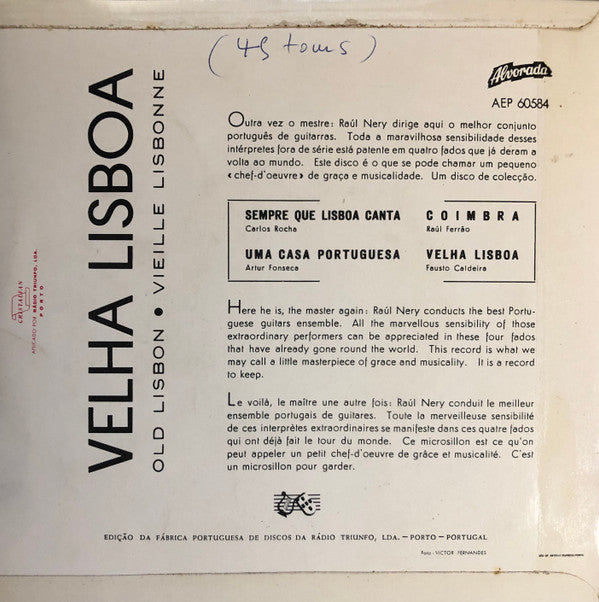 (45 tours)
Alvorada
AEP 60584
VELHA LISBOA
OLD LISBON • VIEILLE LISBONNE
Outra vez o mestre: Raúl Nery dirige aqui o melhor conjunto
português de guitarras. Toda a maravilhosa sensibilidade desses
intérpretes fora de série está patente em quatro fados que já deram a
volta ao mundo. Este disco é o que se pode chamar um pequeno
«chef-d'oeuvre» de graça e musicalidade. Um disco de colecção.
SEMPRE QUE LISBOA CANTA
Carlos Rocha
COIMBRA
Raúl Ferrão
UMA CASA PORTUGUESA
Artur Fonseca
VELHA LISBOA
Fausto Caldeira
Here he is, the master again: Raúl Nery conducts the best Portu-
guese guitars ensemble. All the marvellous sensibility of those
extraordinary performers can be appreciated in these four fados
that have already gone round the world. This record is what we
may call a little masterpiece of grace and musicality. It is a record
to keep.
Le voilà, le maître une autre fois: Raúl Nery conduit le meilleur
ensemble portugais de guitares. Toute la merveilleuse sensibilité
de ces interprètes extraordinaires se manifeste dans ces quatre fados
qui ont déjà fait le tour du monde. Ce microsillon est ce qu'on
peut appeler un petit chef-d'oeuvre de grâce et musicalité. C'est
un microsillon pour garder.
EDIÇÃO DA FÁBRICA PORTUGUESA DE DISCOS DA RÁDIO TRIUNFO, LDA. — PORTO — PORTUGAL
Foto - VICTOR FERNANDES
RÁDIO TRIUNFO, LDA.
PORTO